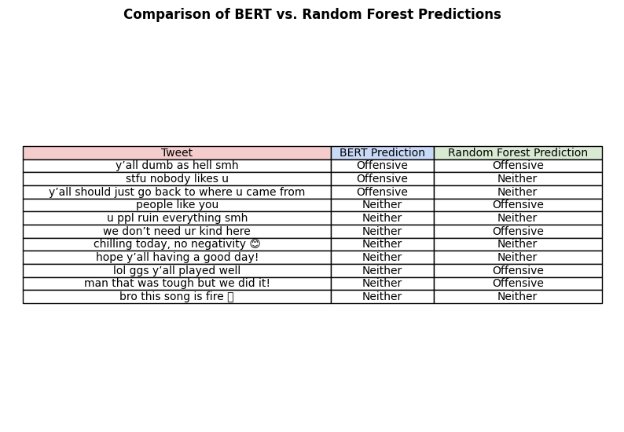 Comparison of BERT vs. Random Forest Predictions
Tweet BERT Prediction Random Forest Prediction
y’all dumb as hell smh Offensive Offensive
stfu nobody likes u Offensive Neither
y’all should just go back to where u came from Offensive Neither
people like you Neither Offensive
u ppl ruin everything smh Neither Neither
we don’t need ur kind here Neither Offensive
chilling today, no negativity 😊 Neither Neither
hope y’all having a good day! Neither Neither
lol ggs y’all played well Neither Offensive
man that was tough but we did it! Neither Offensive
bro this song is fire Neither Neither